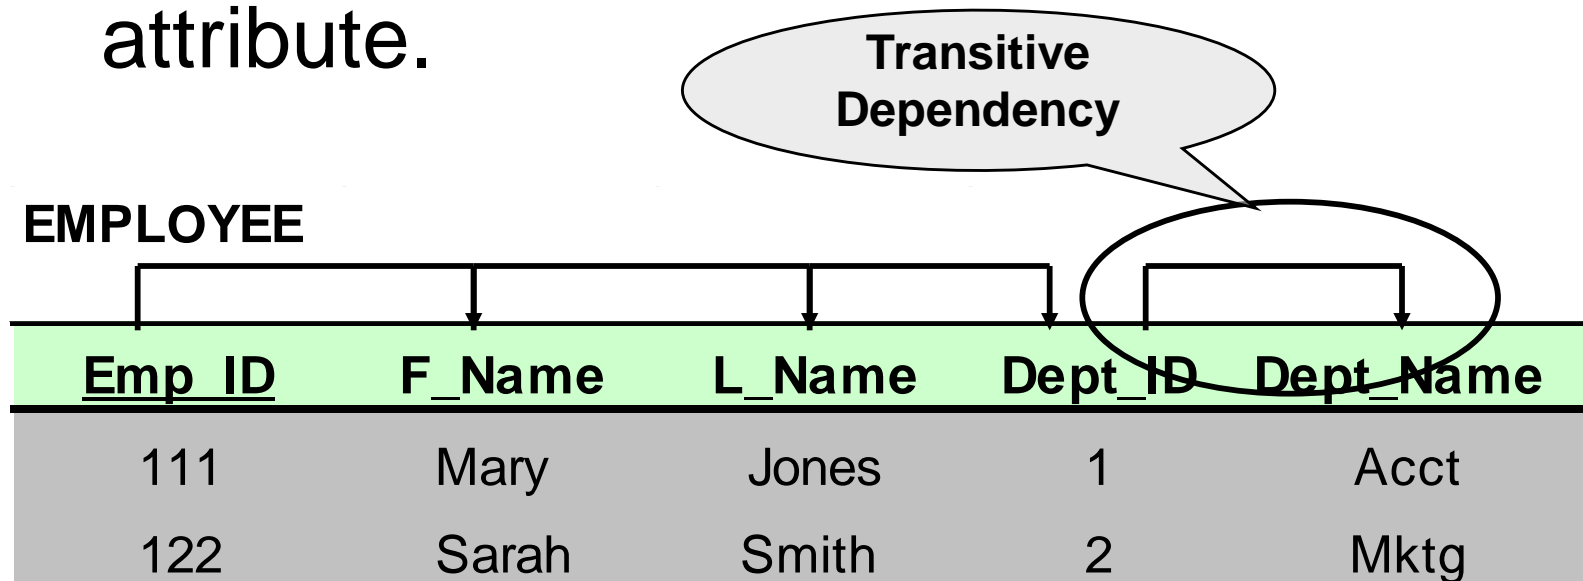 attribute.
Transitive
Dependency
EMPLOYEE
Emp_ID F_Name L_Name Dept_ID Dept_Name
111 Mary Jones 1 Acct
122 Sarah Smith 2 Mktg